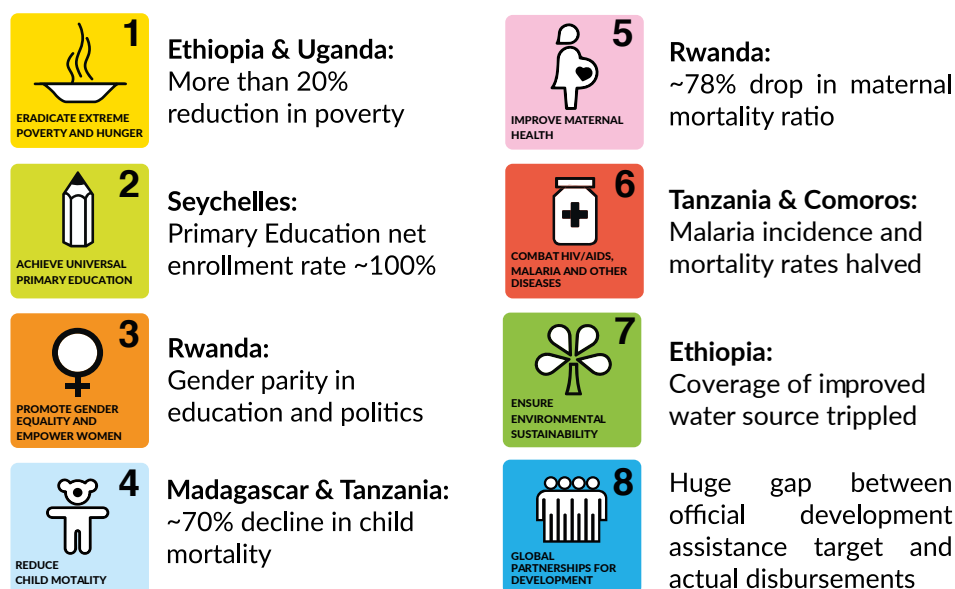 1
ERADICATE EXTREME
POVERTY AND HUNGER
Ethiopia & Uganda:
More than 20%
reduction in poverty
2
ACHIEVE UNIVERSAL
PRIMARY EDUCATION
Seychelles:
Primary Education net
enrollment rate ~100%
3
PROMOTE GENDER
EQUALITY AND
EMPOWER WOMEN
Rwanda:
Gender parity in
education and politics
4
REDUCE
CHILD MOTALITY
Madagascar & Tanzania:
~70% decline in child
mortality
5
IMPROVE MATERNAL
HEALTH
Rwanda:
~78% drop in maternal
mortality ratio
6
COMBAT HIV/AIDS,
MALARIA AND OTHER
DISEASES
Tanzania & Comoros:
Malaria incidence and
mortality rates halved
7
ENSURE
ENVIRONMENTAL
SUSTAINABILITY
Ethiopia:
Coverage of improved
water source trippled
8
GLOBAL
PARTNERSHIPS FOR
DEVELOPMENT
Huge gap between
official development
assistance target and
actual disbursements